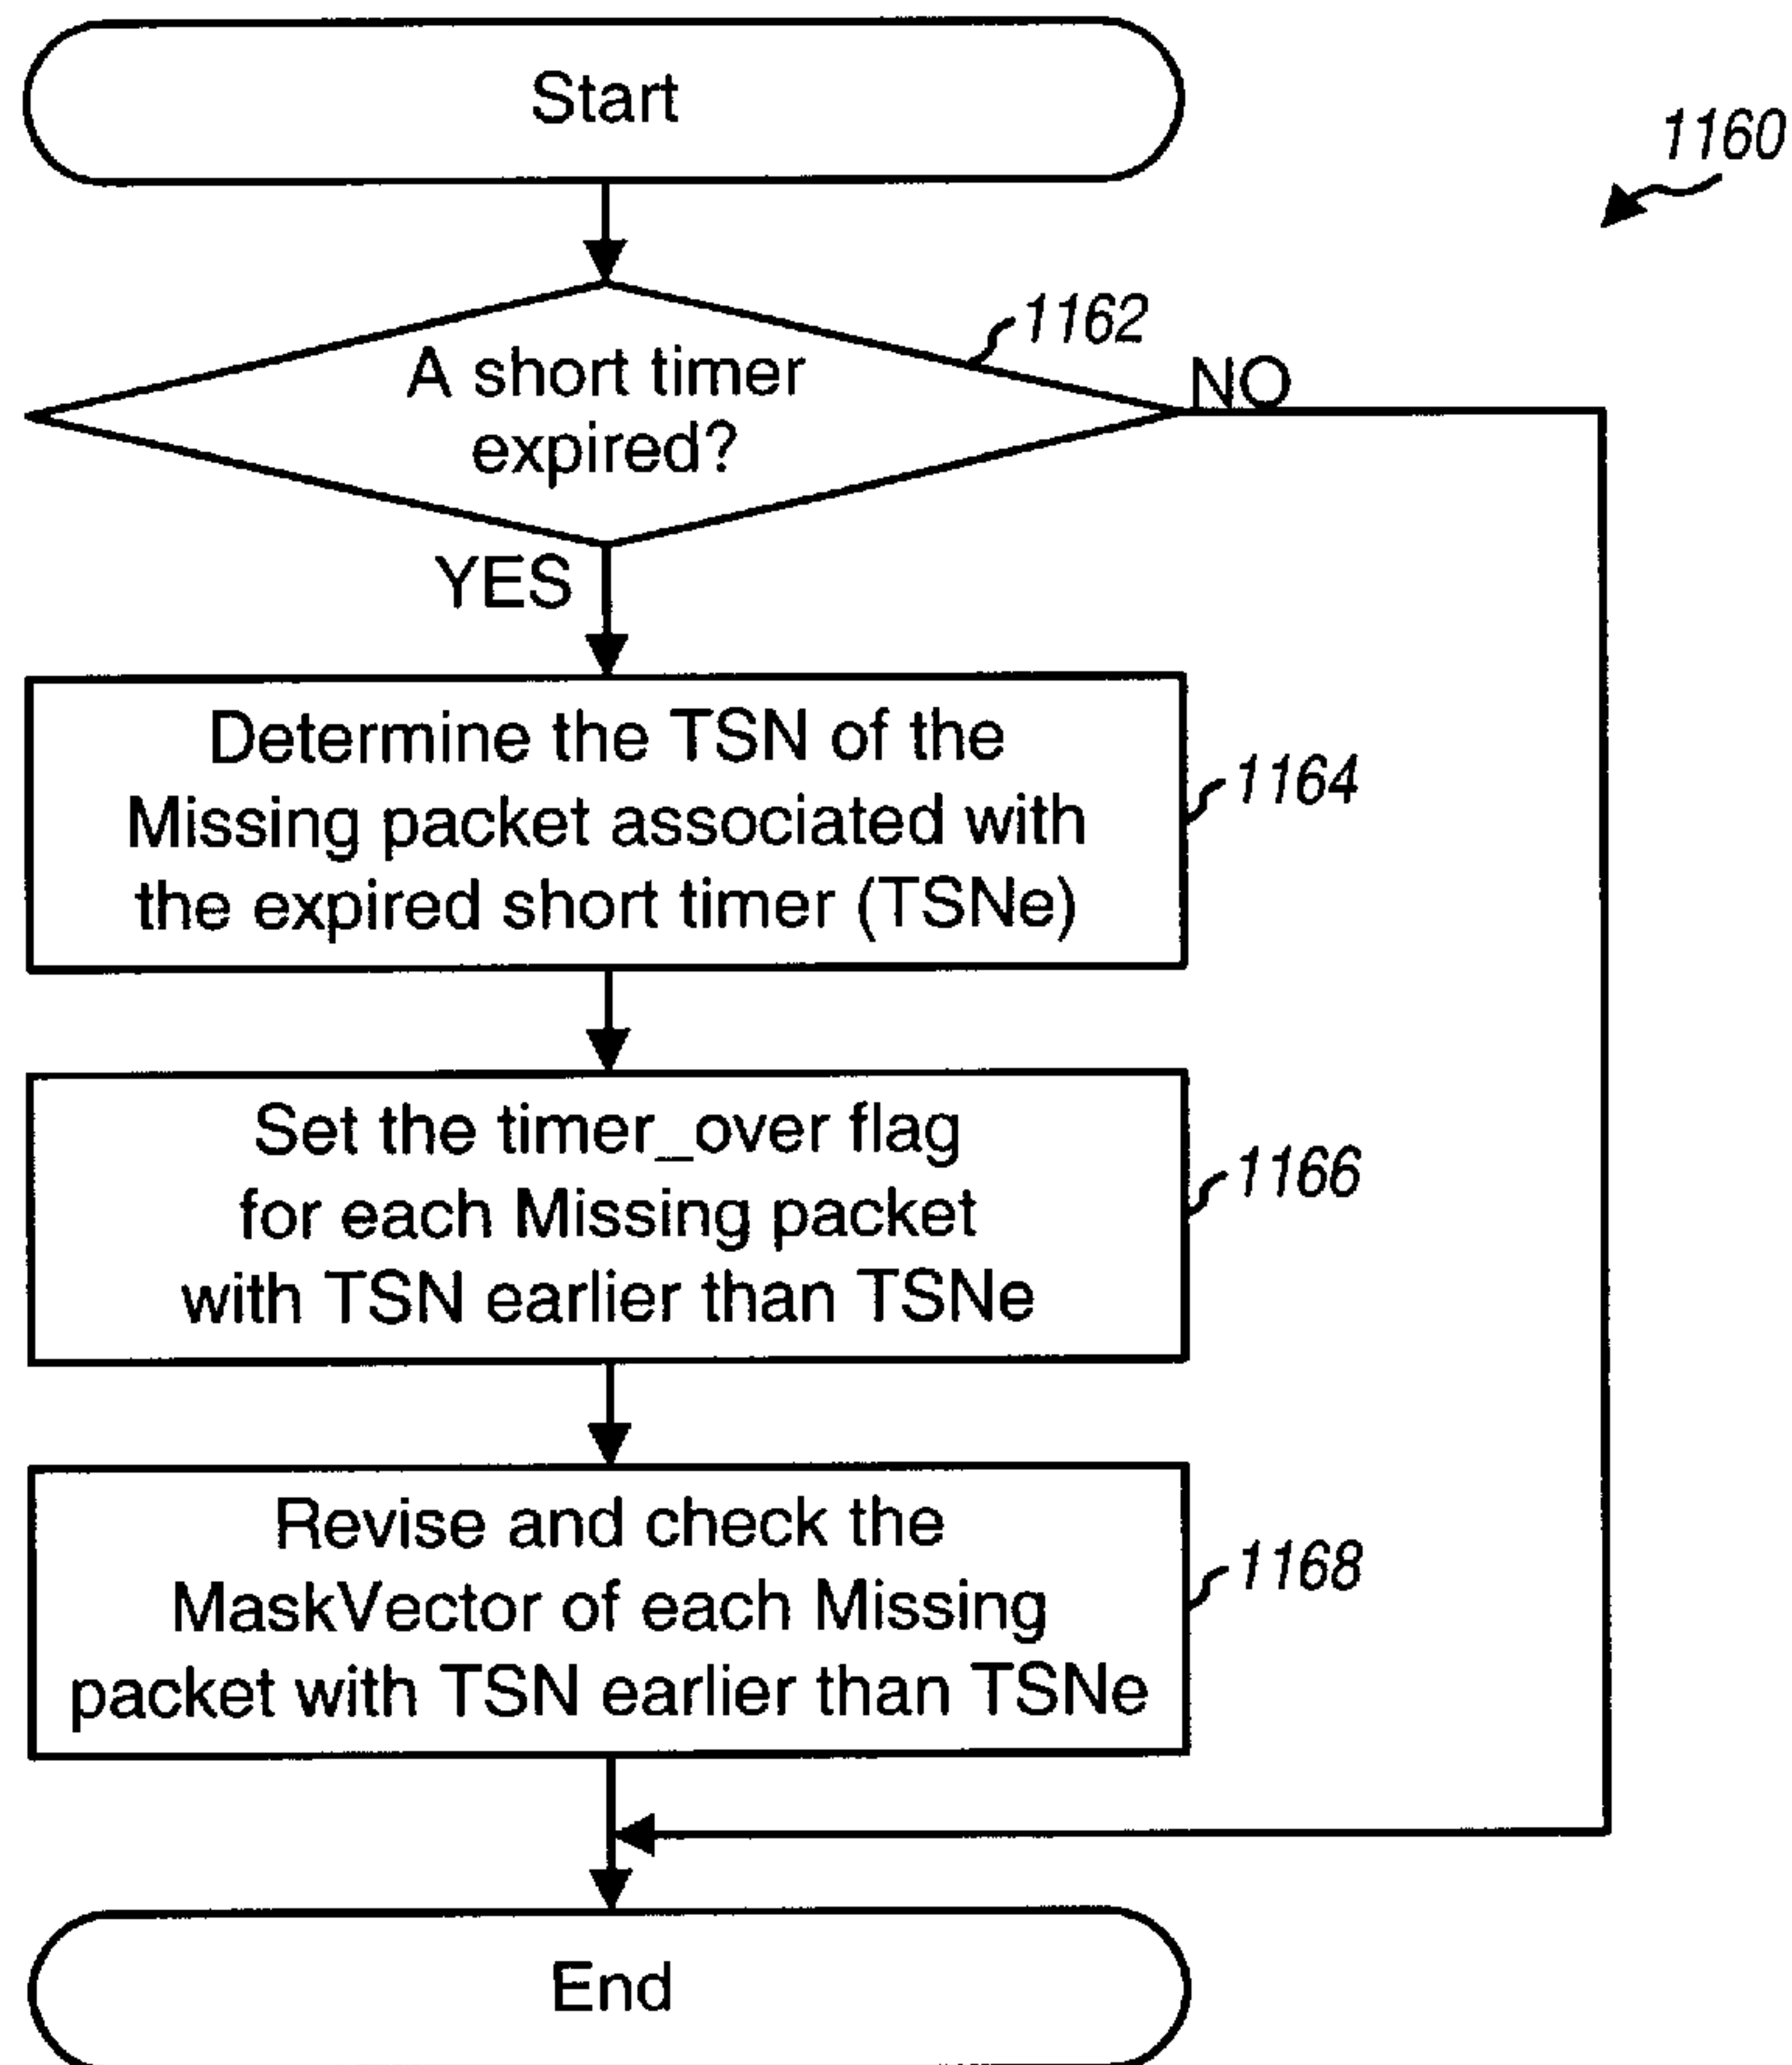 Start
1160
1162
A short timer
expired?
NO
YES
Determine the TSN of the
Missing packet associated with
the expired short timer (TSNe)
1164
Set the timer_over flag
for each Missing packet
with TSN earlier than TSNe
1166
Revise and check the
MaskVector of each Missing
packet with TSN earlier than TSNe
1168
End